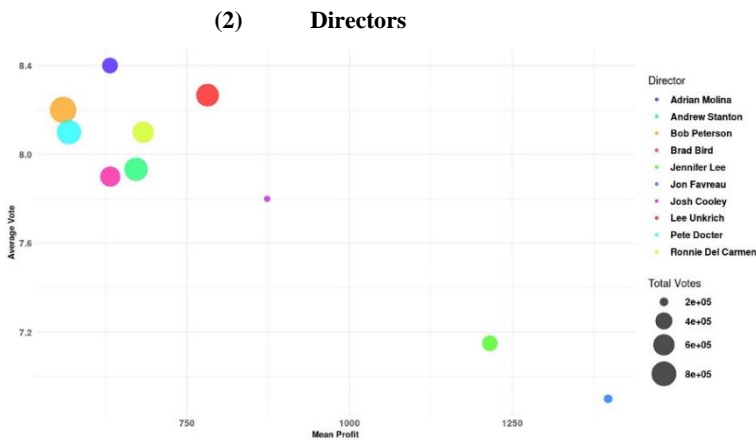 (2) Directors
8.4
8.0
7.6
7.2
Average Vote
750
1000
1250
Mean Profit
Director
Adrian Molina
Andrew Stanton
Bob Peterson
Brad Bird
Jennifer Lee
Jon Favreau
Josh Cooley
Lee Unkrich
Pete Docter
Ronnie Del Carmen
Total Votes
2e+05
4e+05
6e+05
8e+05